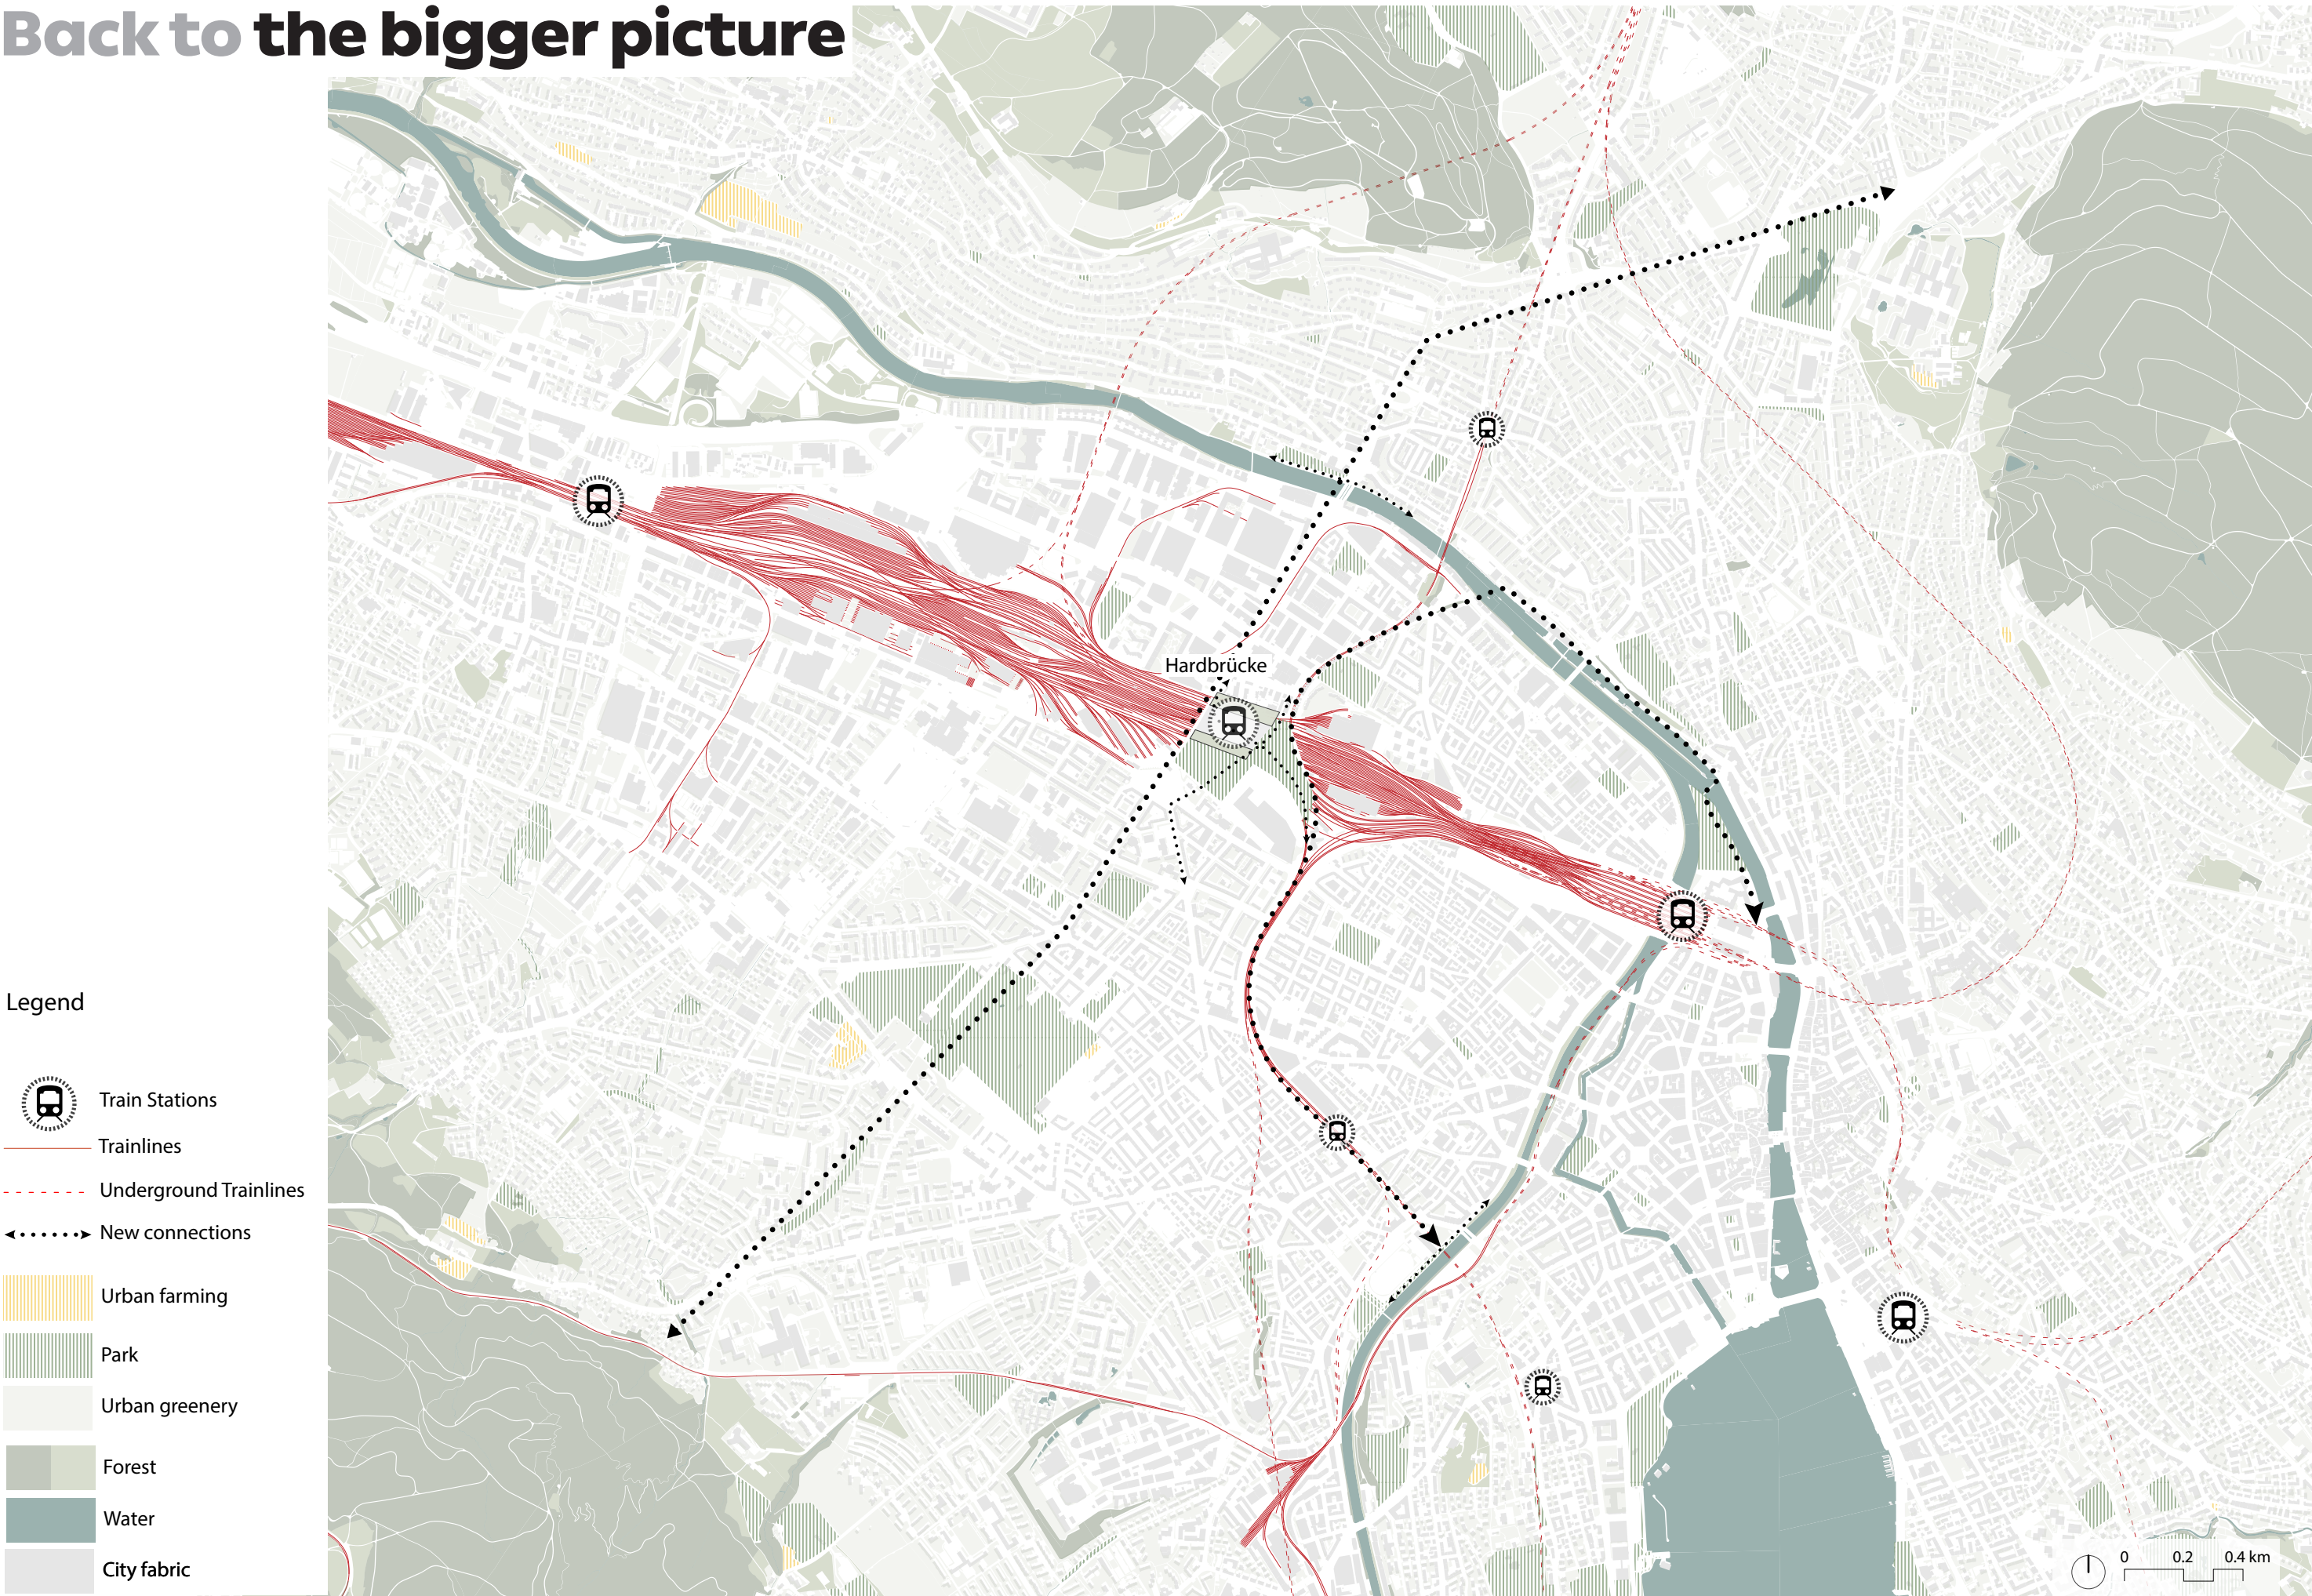 Back to the bigger picture
Hardbrücke
Legend
Train Stations
Trainlines
Underground Trainlines
New connections
Urban farming
Park
Urban greenery
Forest
Water
City fabric
0 0.2 0.4 km